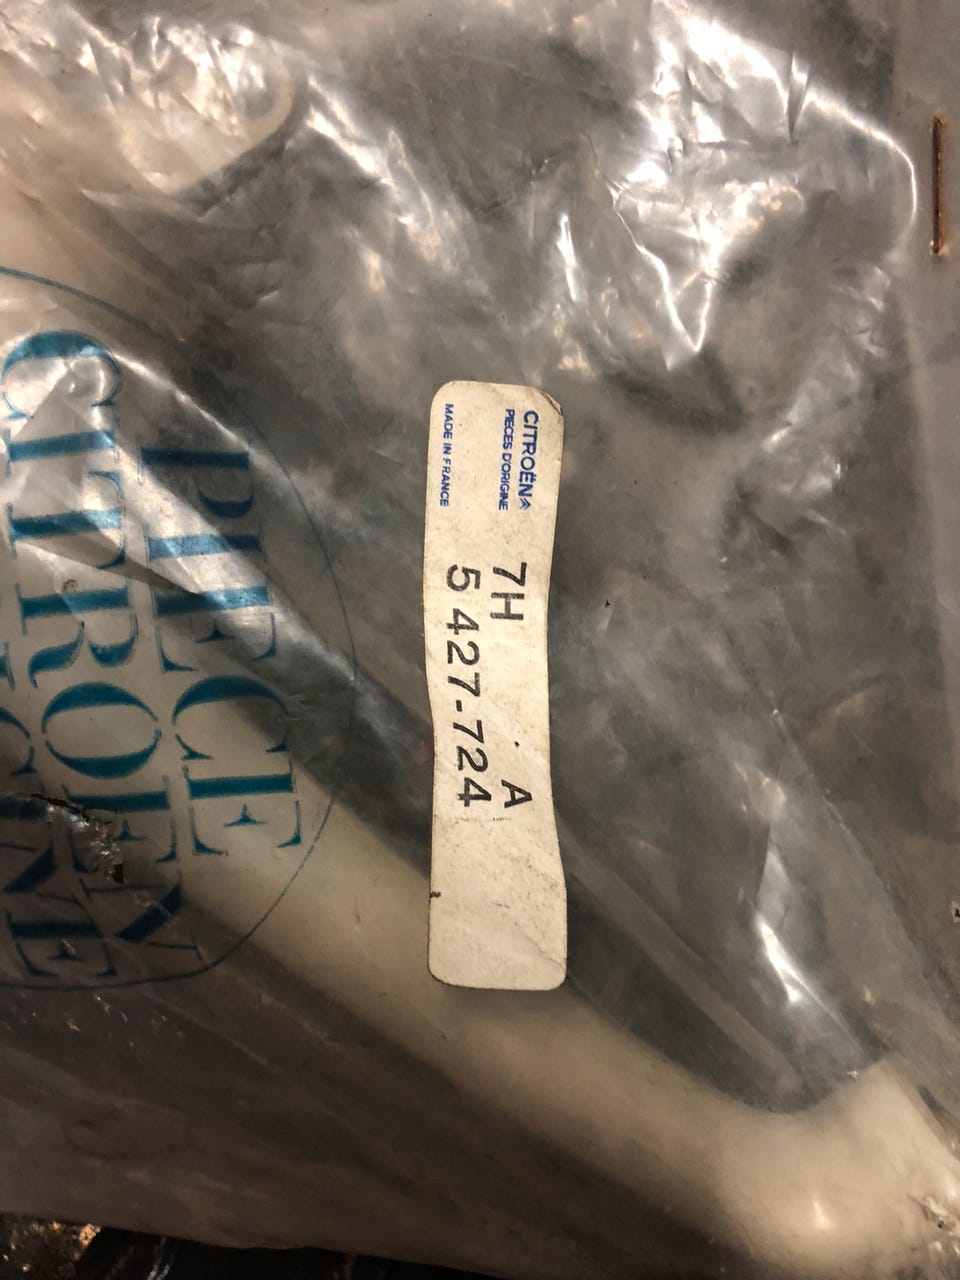 PIECE
CITROEN
CITROËN
PIECES D'ORIGINE
MADE IN FRANCE
7H A
5 427-724